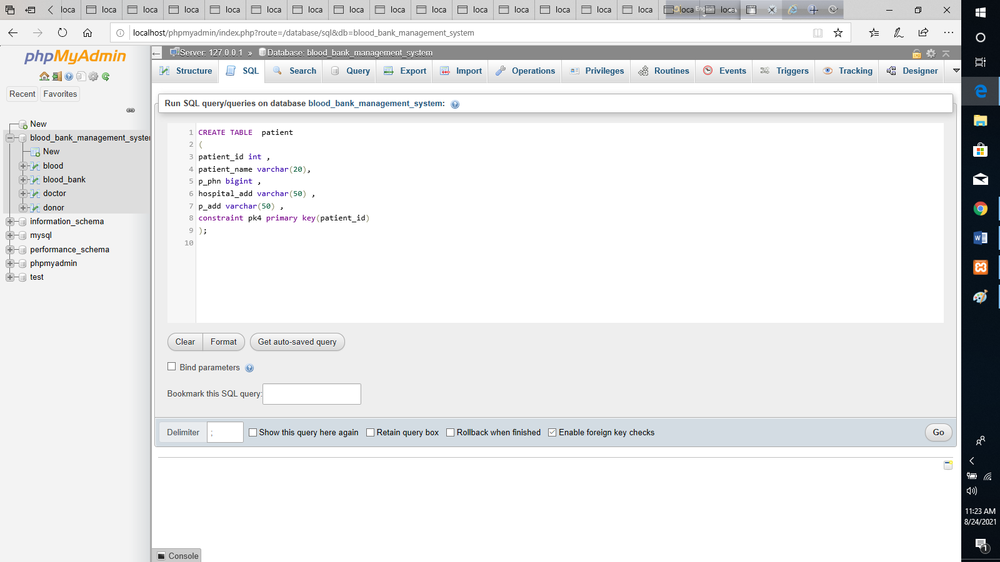 loca loca loca loca loca loca loca loca loca loca loca loca loca loca loca loca English loca
localhost/phpmyadmin/index.php?route=/database/sql&db=blood_bank_management_system
phpMyAdmin
Recent Favorites
New
blood_bank_management_syste
New
blood
blood_bank
doctor
donor
information_schema
mysql
performance_schema
phpmyadmin
test
Server: 127.0.0.1 » Database: blood_bank_management_system
Structure SQL Search Query Export Import Operations Privileges Routines Events Triggers Tracking Designer
Run SQL query/queries on database blood_bank_management_system:
1 CREATE TABLE  patient
2 (
3 patient_id int ,
4 patient_name varchar(20),
5 p_phn bigint ,
6 hospital_add varchar(50) ,
7 p_add varchar(50) ,
8 constraint pk4 primary key(patient_id)
9 );
10
Clear Format Get auto-saved query
Bind parameters
Bookmark this SQL query:
Delimiter ; Show this query here again Retain query box Rollback when finished Enable foreign key checks Go
Console
11:23 AM
8/24/2021
1